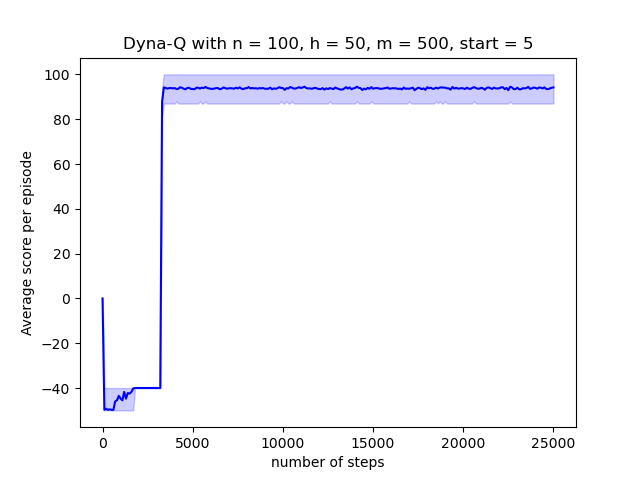 Dyna-Q with n = 100, h = 50, m = 500, start = 5
100
80
60
40
20
0
−20
−40
Average score per episode
0 5000 10000 15000 20000 25000
number of steps